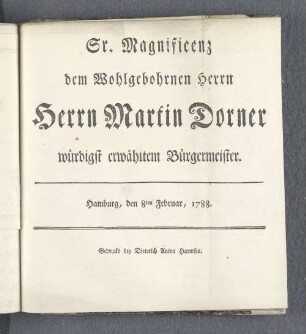 Sr. Magnificenz
dem Wohlgebohrnen Herrn
Herrn Martin Dorner
würdigst erwähltem Bürgermeister.
Hamburg, den 8ten Februar, 1788.
Gedruckt bey Dieterich Anton Harmsen.